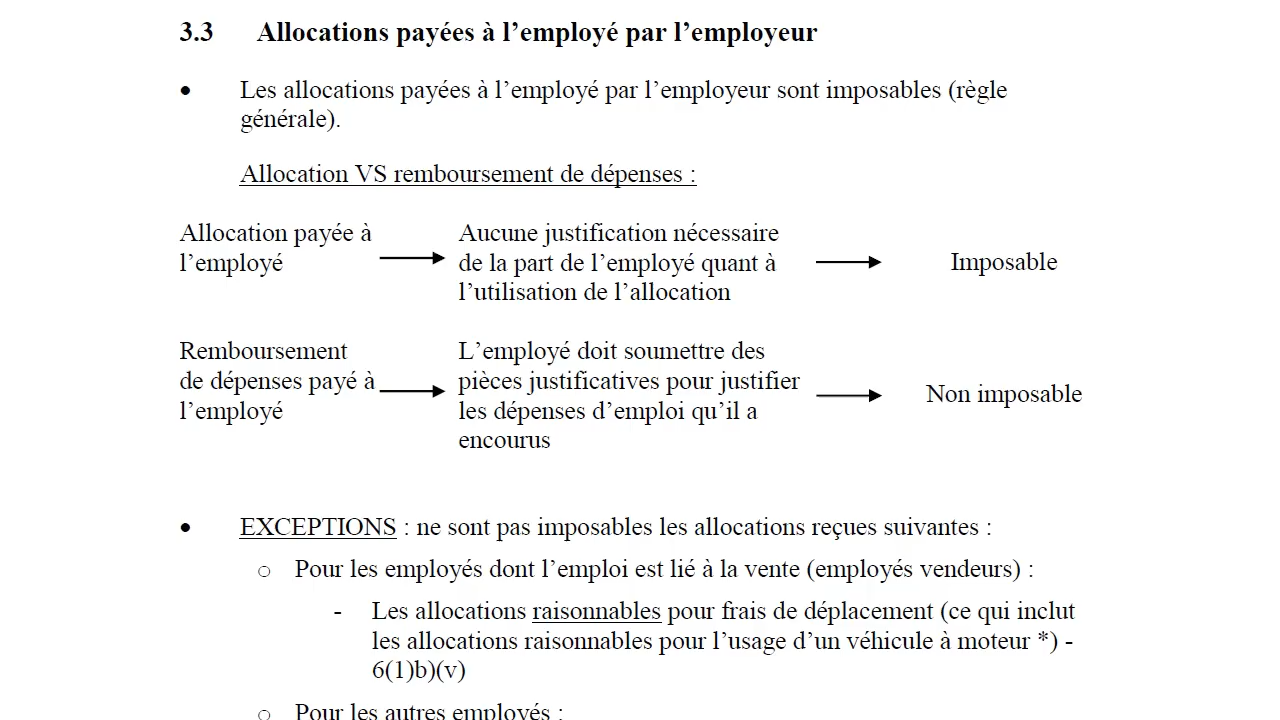 3.3 Allocations payées à l’employé par l’employeur
• Les allocations payées à l’employé par l’employeur sont imposables (règle
générale).
Allocation VS remboursement de dépenses :
Allocation payée à
l’employé
Aucune justification nécessaire
de la part de l’employé quant à
l’utilisation de l’allocation
Imposable
Remboursement
de dépenses payé à
l’employé
L’employé doit soumettre des
pièces justificatives pour justifier
les dépenses d’emploi qu’il a
encourus
Non imposable
• EXCEPTIONS : ne sont pas imposables les allocations reçues suivantes :
o Pour les employés dont l’emploi est lié à la vente (employés vendeurs) :
- Les allocations raisonnables pour frais de déplacement (ce qui inclut
les allocations raisonnables pour l’usage d’un véhicule à moteur *) -
6(1)b)(v)
o Pour les autres employés :